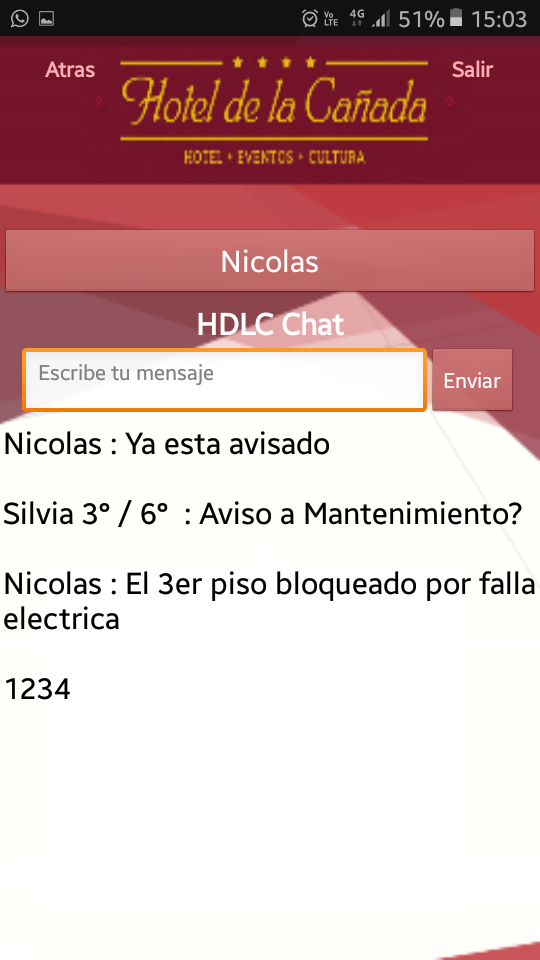 Vo
LTE
4G
51%
15:03
Atras
Hotel de la Cañada
Salir
HOTEL • EVENTOS • CULTURA
Nicolas
HDLC Chat
Escribe tu mensaje
Enviar
Nicolas : Ya esta avisado
Silvia 3° / 6°  : Aviso a Mantenimiento?
Nicolas : El 3er piso bloqueado por falla
electrica
1234